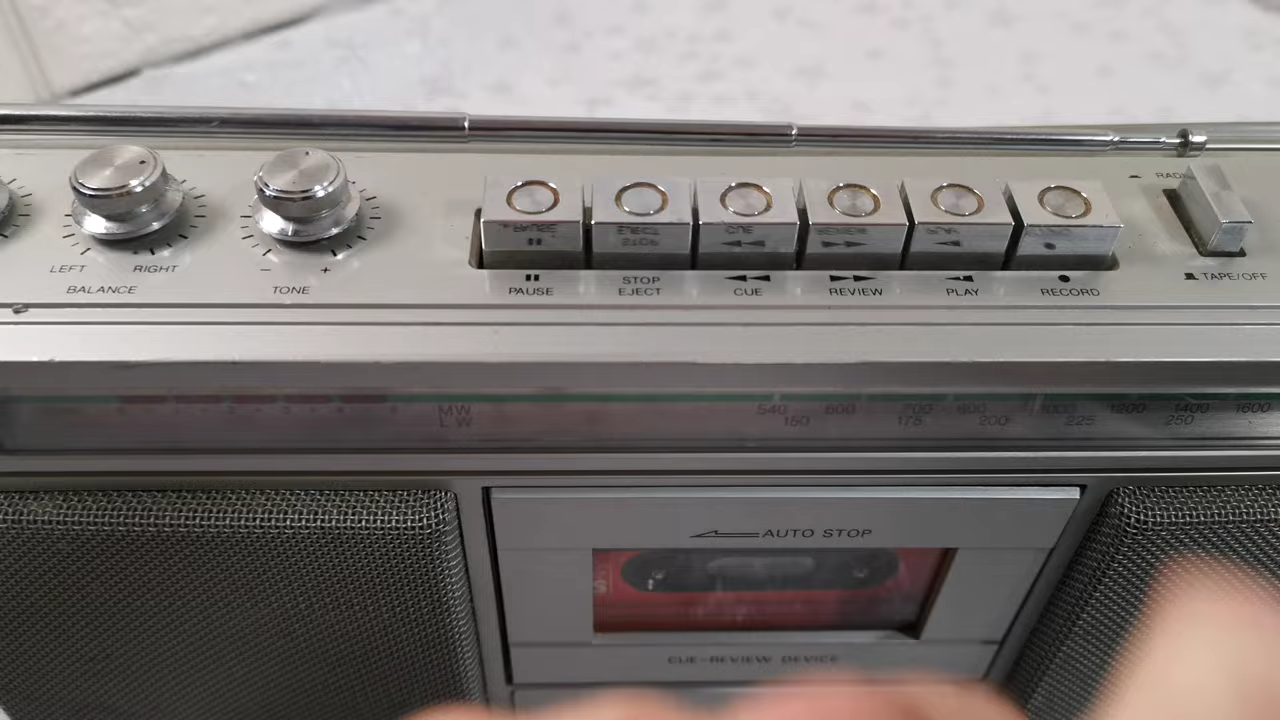 RADIO
LEFT RIGHT
BALANCE
- +
TONE
PAUSE
STOP
EJECT
CUE
REVIEW
PLAY
RECORD
TAPE/OFF
MW 540 600 700 800 1000 1200 1400 1600
LW 150 175 200 225 250
AUTO STOP
CUE-REVIEW DEVICE